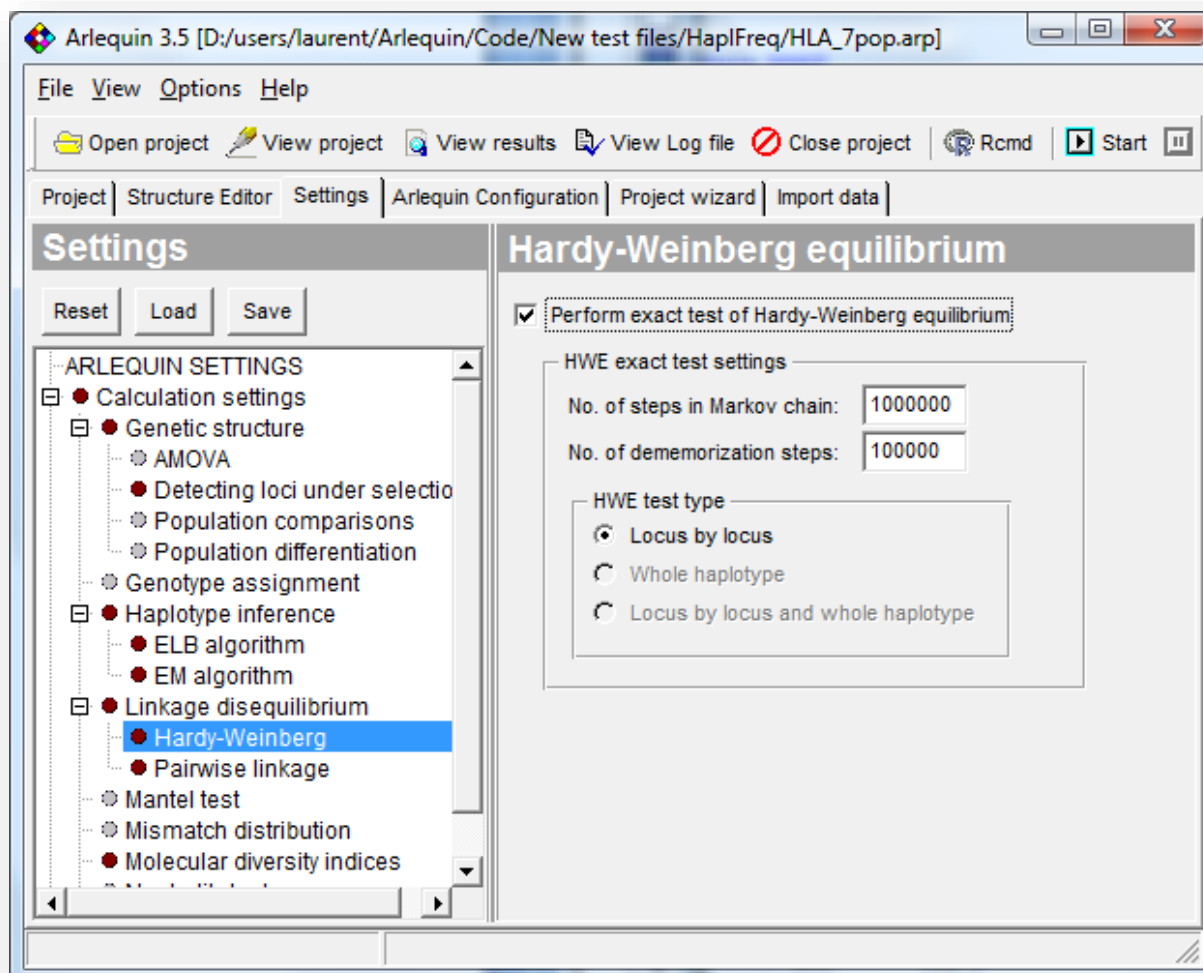 Arlequin 3.5 [D:/users/laurent/Arlequin/Code/New test files/HaplFreq/HLA_7pop.arp]
File View Options Help
Open project View project View results View Log file Close project Rcmd Start
Project Structure Editor Settings Arlequin Configuration Project wizard Import data
Settings
Reset Load Save
ARLEQUIN SETTINGS
Calculation settings
Genetic structure
AMOVA
Detecting loci under selectio
Population comparisons
Population differentiation
Genotype assignment
Haplotype inference
ELB algorithm
EM algorithm
Linkage disequilibrium
Hardy-Weinberg
Pairwise linkage
Mantel test
Mismatch distribution
Molecular diversity indices
Hardy-Weinberg equilibrium
Perform exact test of Hardy-Weinberg equilibrium
HWE exact test settings
No. of steps in Markov chain: 1000000
No. of dememorization steps: 100000
HWE test type
Locus by locus
Whole haplotype
Locus by locus and whole haplotype